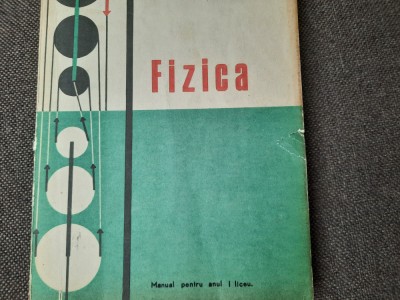 Fizica
Manual pentru anul I liceu.